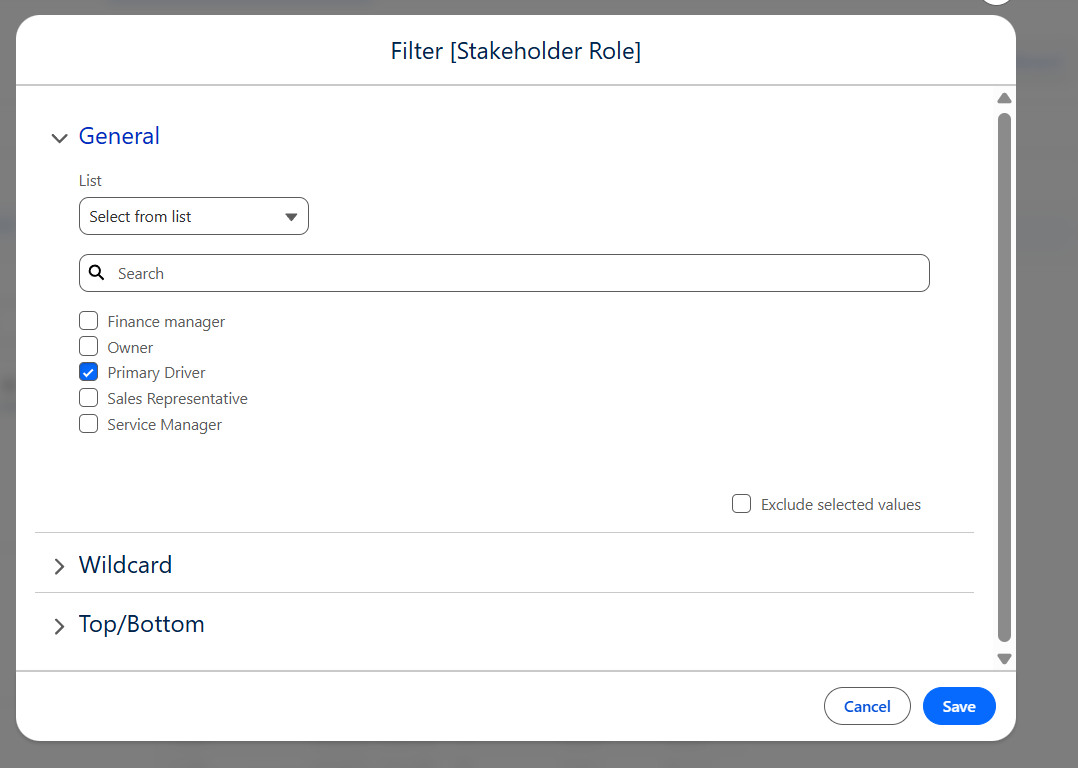 Filter [Stakeholder Role]
General
List
Select from list
Search
Finance manager
Owner
Primary Driver
Sales Representative
Service Manager
Exclude selected values
Wildcard
Top/Bottom
Cancel
Save